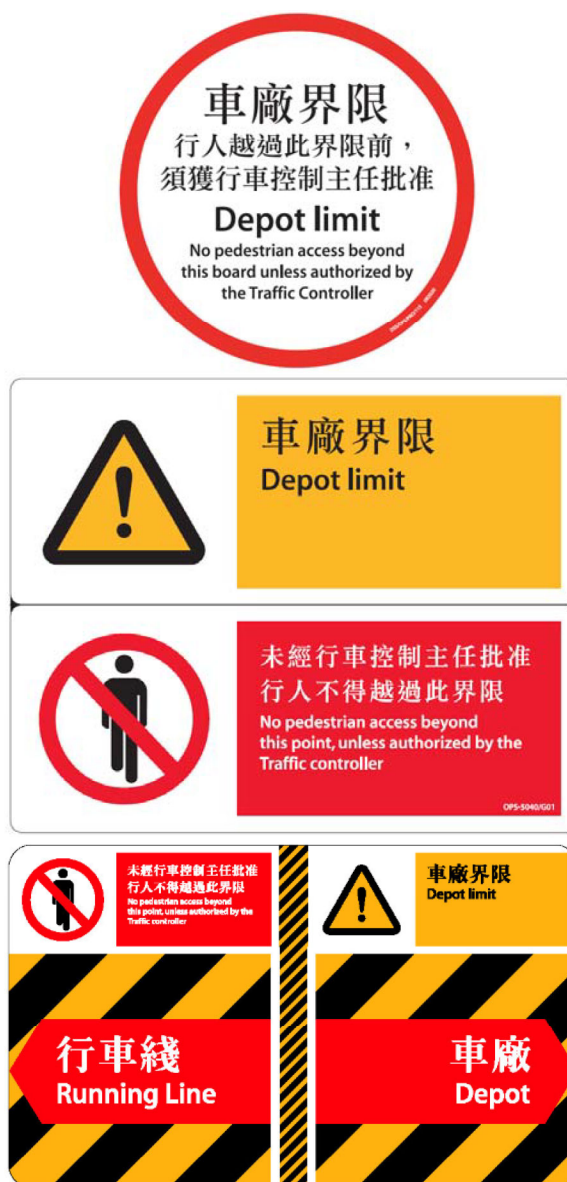 車廠界限
行人越過此界限前，
須獲行車控制主任批准
Depot limit
No pedestrian access beyond
this board unless authorized by
the Traffic Controller
車廠界限
Depot limit
未經行車控制主任批准
行人不得越過此界限
No pedestrian access beyond
this point, unless authorized by the
Traffic controller
OPS-5040/G01
未經行車控制主任批准
行人不得越過此界限
No pedestrian access beyond
this point, unless authorized by the
Traffic controller
車廠界限
Depot limit
行車綫
Running Line
車廠
Depot